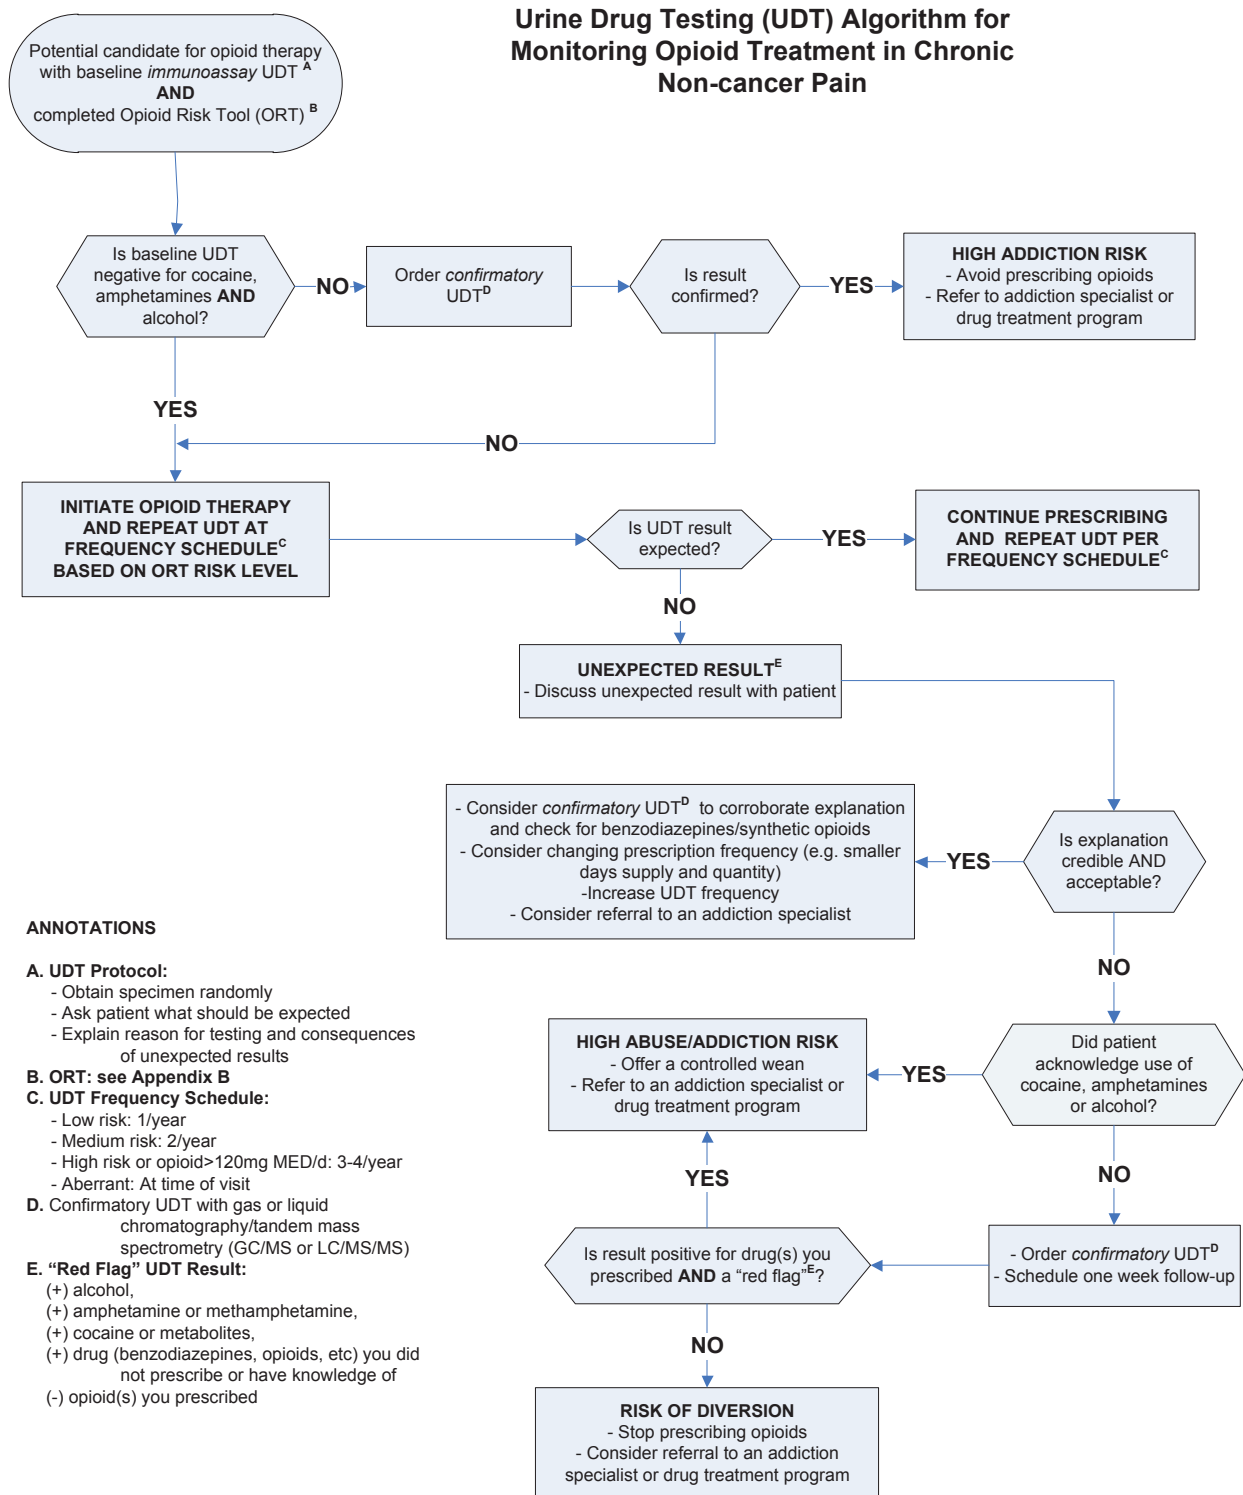 Urine Drug Testing (UDT) Algorithm for
Monitoring Opioid Treatment in Chronic
Non-cancer Pain
Potential candidate for opioid therapy
with baseline immunoassay UDT A
AND
completed Opioid Risk Tool (ORT) B
Is baseline UDT
negative for cocaine,
amphetamines AND
alcohol?
NO
Order confirmatory
UDTD
Is result
confirmed?
YES
HIGH ADDICTION RISK
- Avoid prescribing opioids
- Refer to addiction specialist or
drug treatment program
YES
NO
INITIATE OPIOID THERAPY
AND REPEAT UDT AT
FREQUENCY SCHEDULEC
BASED ON ORT RISK LEVEL
Is UDT result
expected?
YES
CONTINUE PRESCRIBING
AND REPEAT UDT PER
FREQUENCY SCHEDULEC
NO
UNEXPECTED RESULTE
- Discuss unexpected result with patient
- Consider confirmatory UDTD to corroborate explanation
and check for benzodiazepines/synthetic opioids
- Consider changing prescription frequency (e.g. smaller
days supply and quantity)
-Increase UDT frequency
- Consider referral to an addiction specialist
YES
Is explanation
credible AND
acceptable?
NO
HIGH ABUSE/ADDICTION RISK
- Offer a controlled wean
- Refer to an addiction specialist or
drug treatment program
YES
Did patient
acknowledge use of
cocaine, amphetamines
or alcohol?
YES
NO
Is result positive for drug(s) you
prescribed AND a "red flag"E?
- Order confirmatory UDTD
- Schedule one week follow-up
NO
RISK OF DIVERSION
- Stop prescribing opioids
- Consider referral to an addiction
specialist or drug treatment program
ANNOTATIONS
A. UDT Protocol:
- Obtain specimen randomly
- Ask patient what should be expected
- Explain reason for testing and consequences
of unexpected results
B. ORT: see Appendix B
C. UDT Frequency Schedule:
- Low risk: 1/year
- Medium risk: 2/year
- High risk or opioid>120mg MED/d: 3-4/year
- Aberrant: At time of visit
D. Confirmatory UDT with gas or liquid
chromatography/tandem mass
spectrometry (GC/MS or LC/MS/MS)
E. “Red Flag” UDT Result:
(+) alcohol,
(+) amphetamine or methamphetamine,
(+) cocaine or metabolites,
(+) drug (benzodiazepines, opioids, etc) you did
not prescribe or have knowledge of
(-) opioid(s) you prescribed